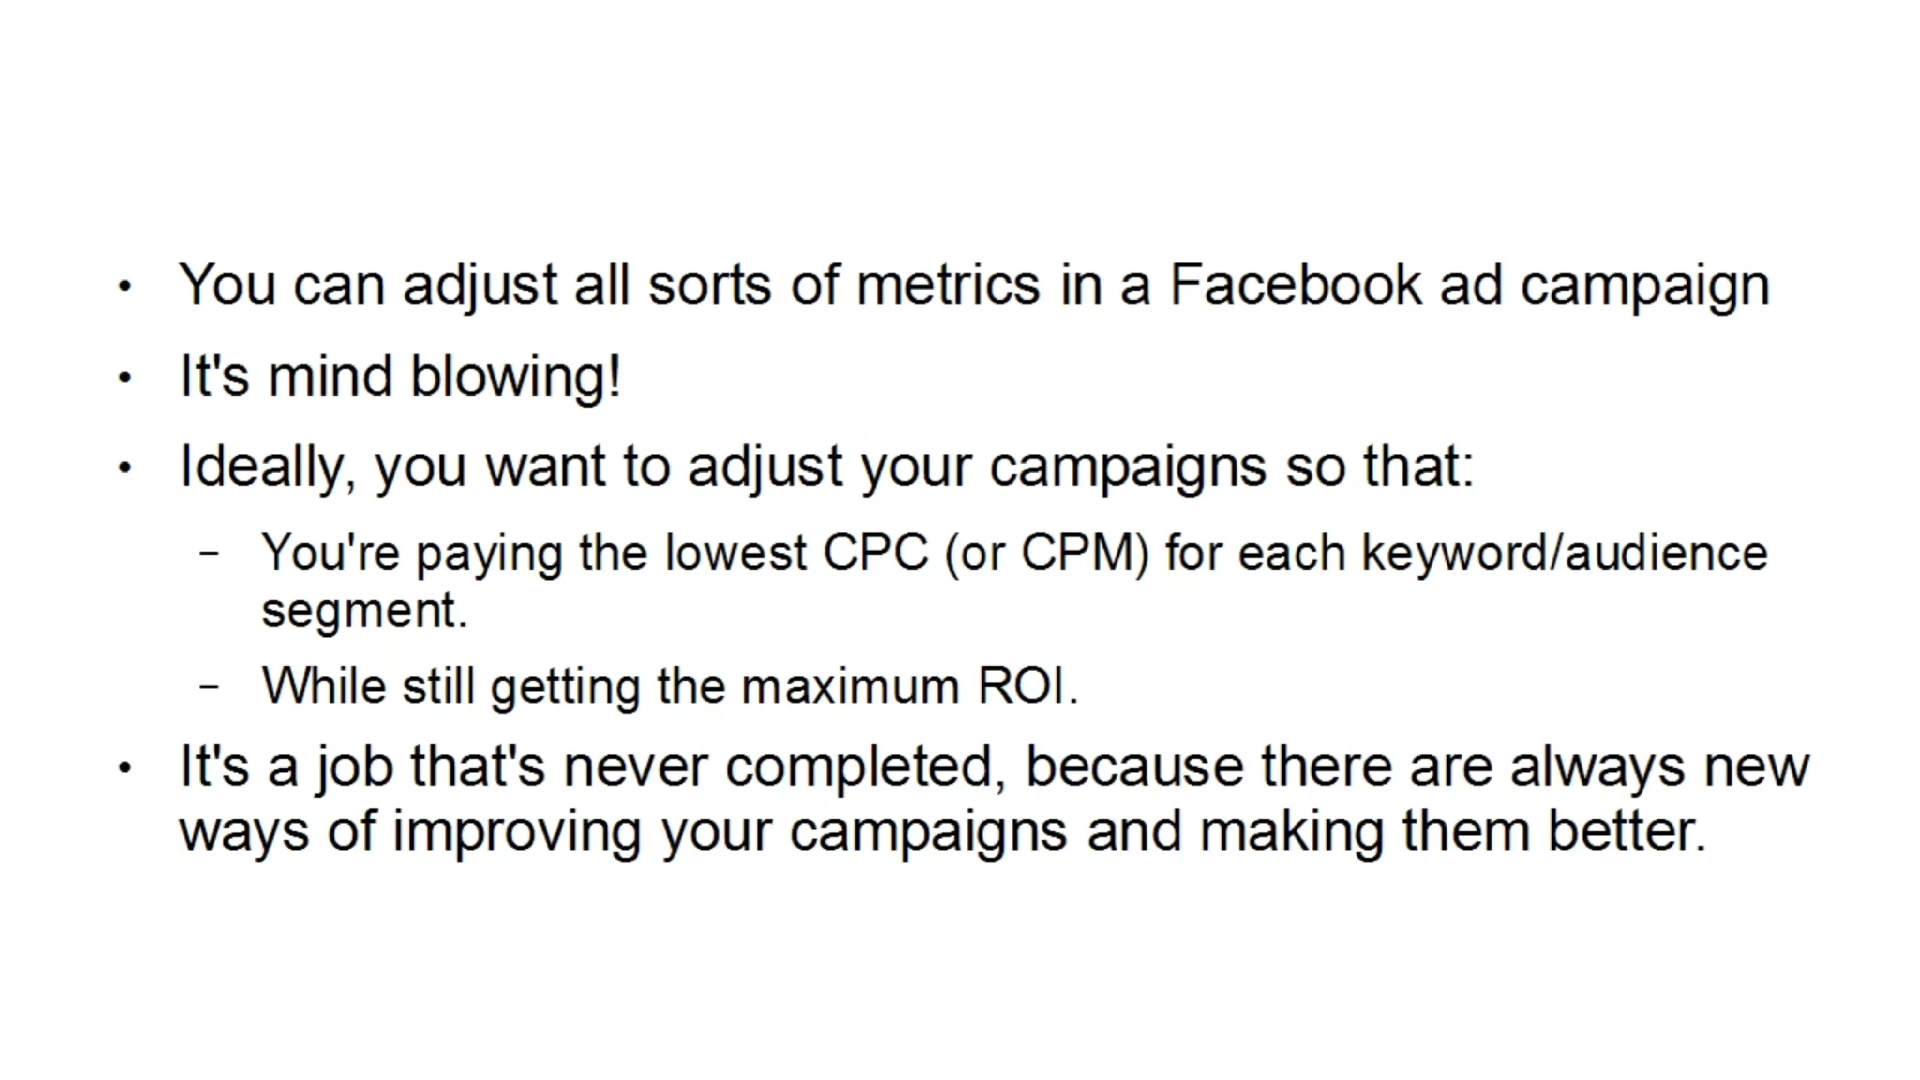 • You can adjust all sorts of metrics in a Facebook ad campaign
• It's mind blowing!
• Ideally, you want to adjust your campaigns so that:
– You're paying the lowest CPC (or CPM) for each keyword/audience
segment.
– While still getting the maximum ROI.
• It's a job that's never completed, because there are always new
ways of improving your campaigns and making them better.